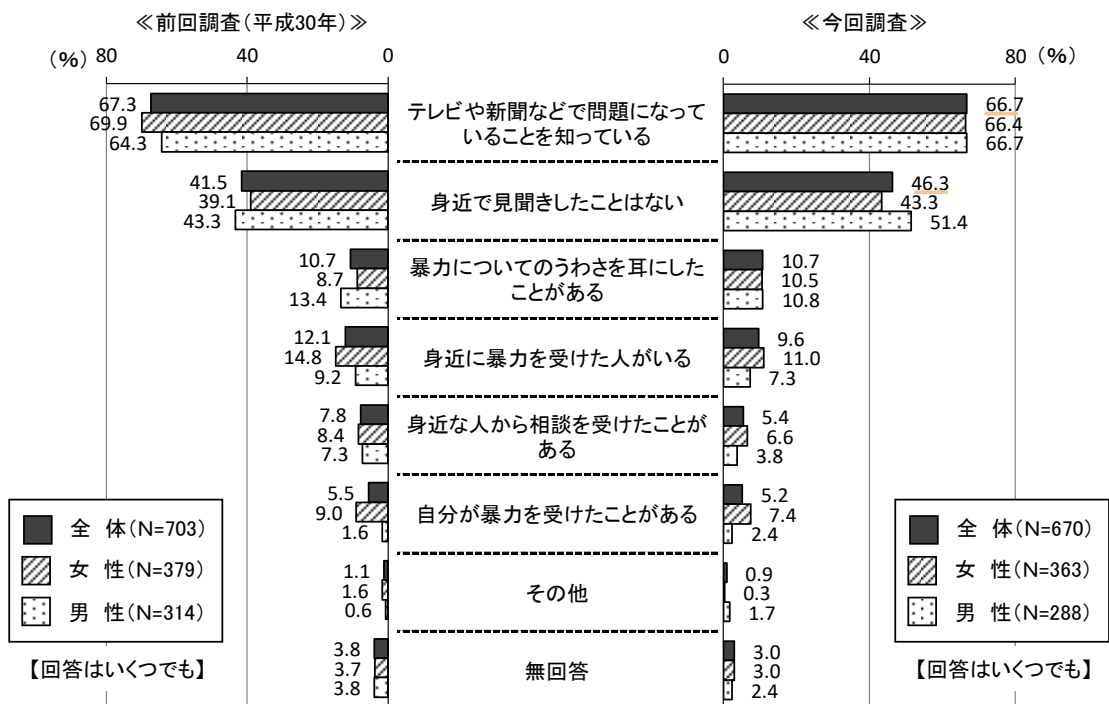 ≪前回調査(平成30年)≫
≪今回調査≫
(%) 80 40 0
0 40 80 (%)
67.3
69.9
64.3
テレビや新聞などで問題になって
いることを知っている
66.7
66.4
66.7
41.5
39.1
43.3
身近で見聞きしたことはない
46.3
43.3
51.4
10.7
8.7
13.4
暴力についてのうわさを耳にした
ことがある
10.7
10.5
10.8
12.1
14.8
9.2
身近に暴力を受けた人がいる
9.6
11.0
7.3
7.8
8.4
7.3
身近な人から相談を受けたことが
ある
5.4
6.6
3.8
5.5
9.0
1.6
自分が暴力を受けたことがある
5.2
7.4
2.4
1.1
1.6
0.6
その他
0.9
0.3
1.7
3.8
3.7
3.8
無回答
3.0
3.0
2.4
全 体(N=703)
女 性(N=379)
男 性(N=314)
【回答はいくつでも】
全 体(N=670)
女 性(N=363)
男 性(N=288)
【回答はいくつでも】